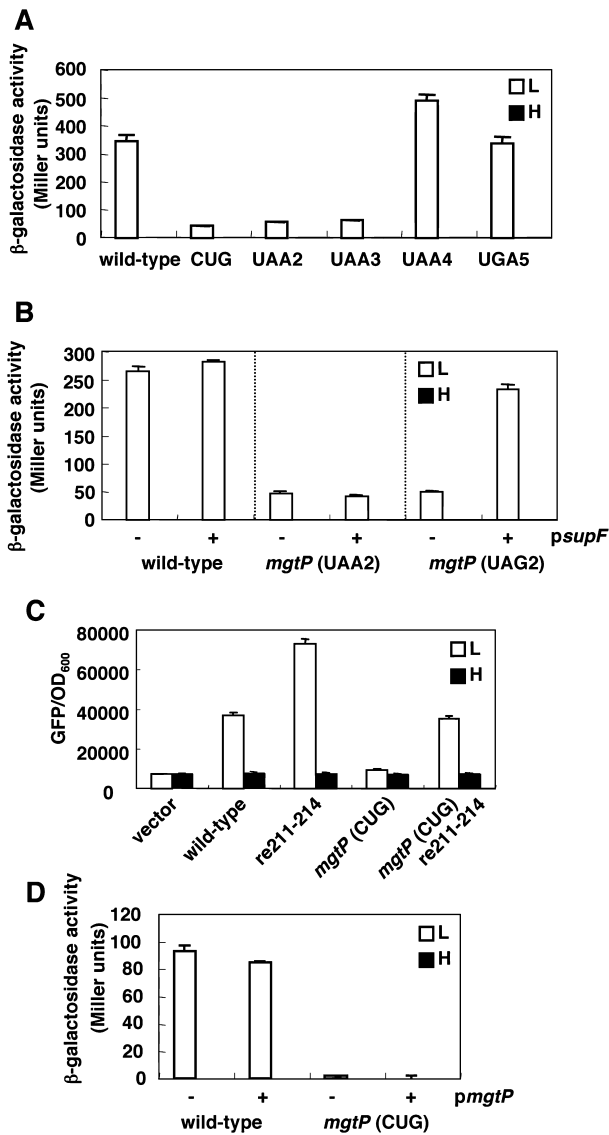 A
β-galactosidase activity
(Miller units)
600
500
400
300
200
100
0
L
H
wild-type CUG UAA2 UAA3 UAA4 UGA5
B
β-galactosidase activity
(Miller units)
300
250
200
150
100
50
0
L
H
- + - + - + psupF
wild-type mgtP (UAA2) mgtP (UAG2)
C
GFP/OD600
80000
60000
40000
20000
0
L
H
vector
wild-type
re211-214
mgtP (CUG)
mgtP (CUG)
re211-214
D
β-galactosidase activity
(Miller units)
120
100
80
60
40
20
0
L
H
- + - + pmgtP
wild-type mgtP (CUG)